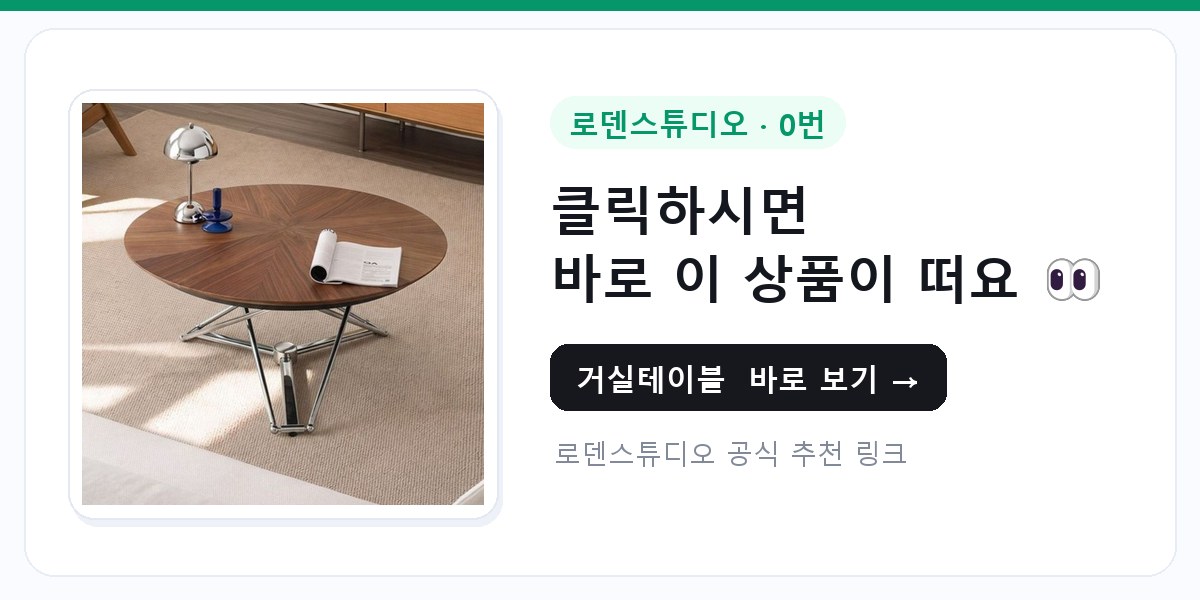 로덴스튜디오 · 0번
클릭하시면
바로 이 상품이 떠요 👀
거실테이블 바로 보기 →
로덴스튜디오 공식 추천 링크